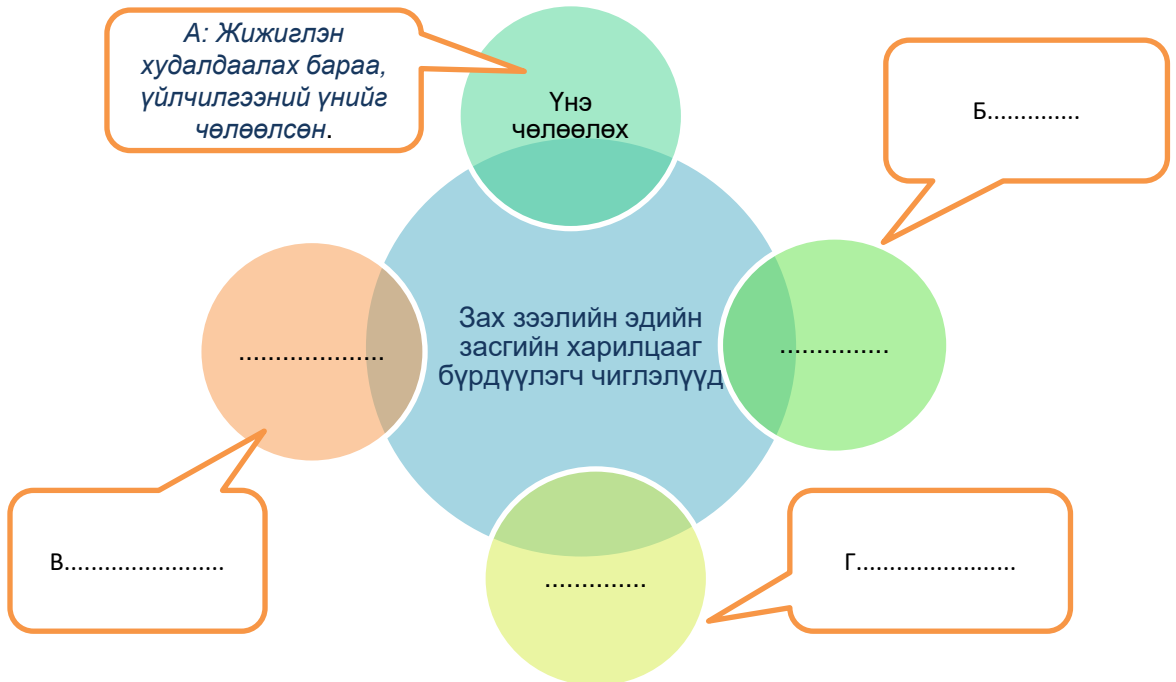 А: Жижиглэн
худалдаалах бараа,
үйлчилгээний үнийг
чөлөөлсөн.
Үнэ
чөлөөлөх
Б..............
Зах зээлийн эдийн
засгийн харилцааг
бүрдүүлэгч чиглэлүүд
....................
...............
В........................
..............
Г........................